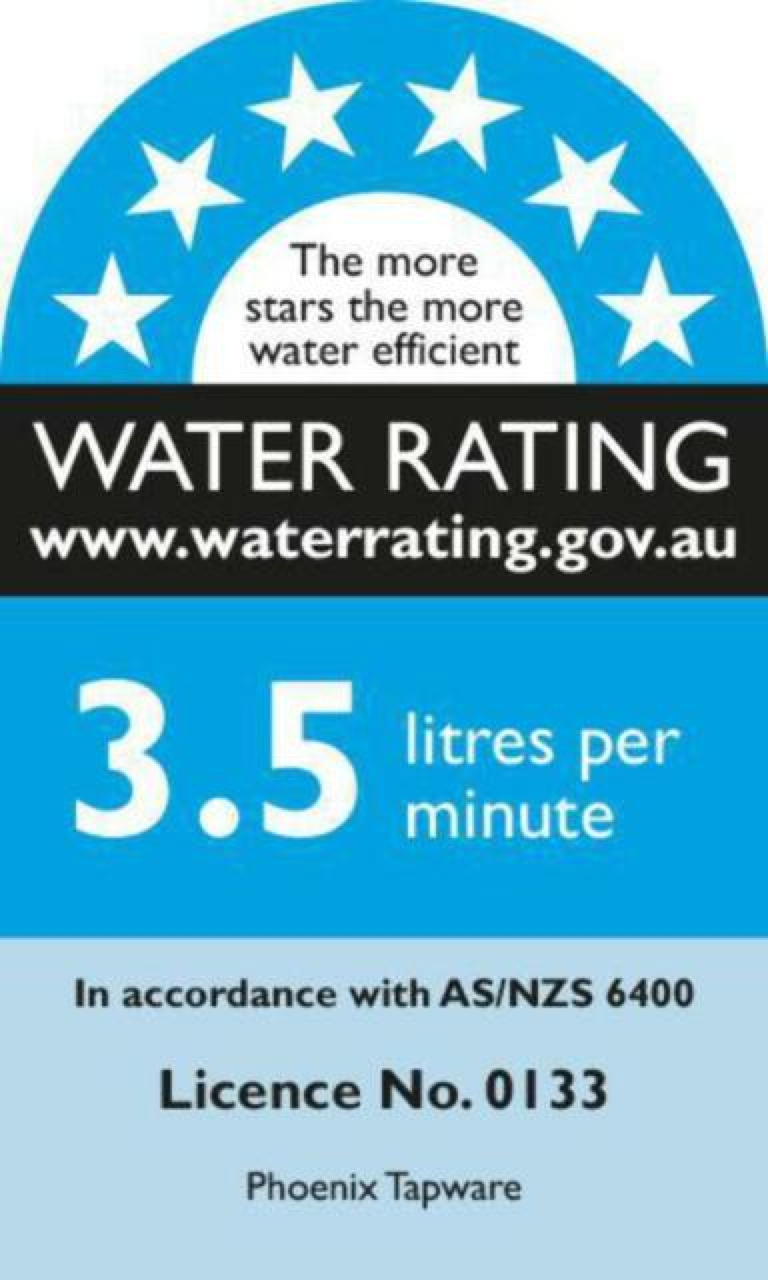 The more
stars the more
water efficient
WATER RATING
www.waterrating.gov.au
3.5 litres per
minute
In accordance with AS/NZS 6400
Licence No. 0133
Phoenix Tapware